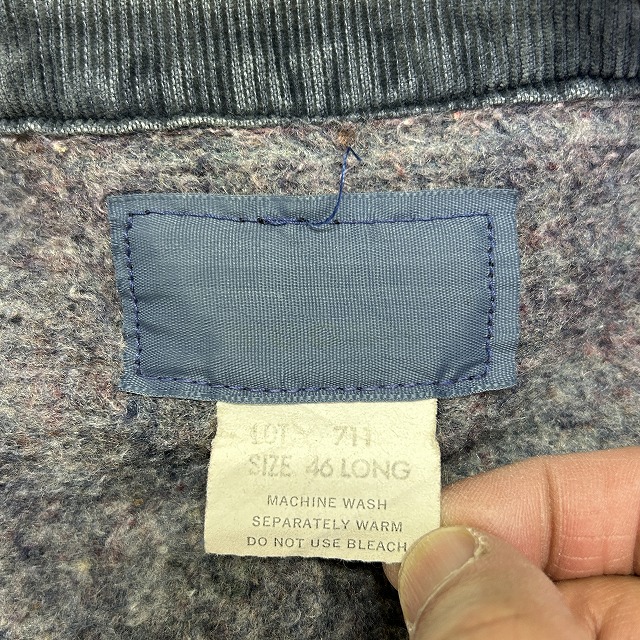 LOT 711
SIZE 46 LONG
MACHINE WASH
SEPARATELY WARM
DO NOT USE BLEACH